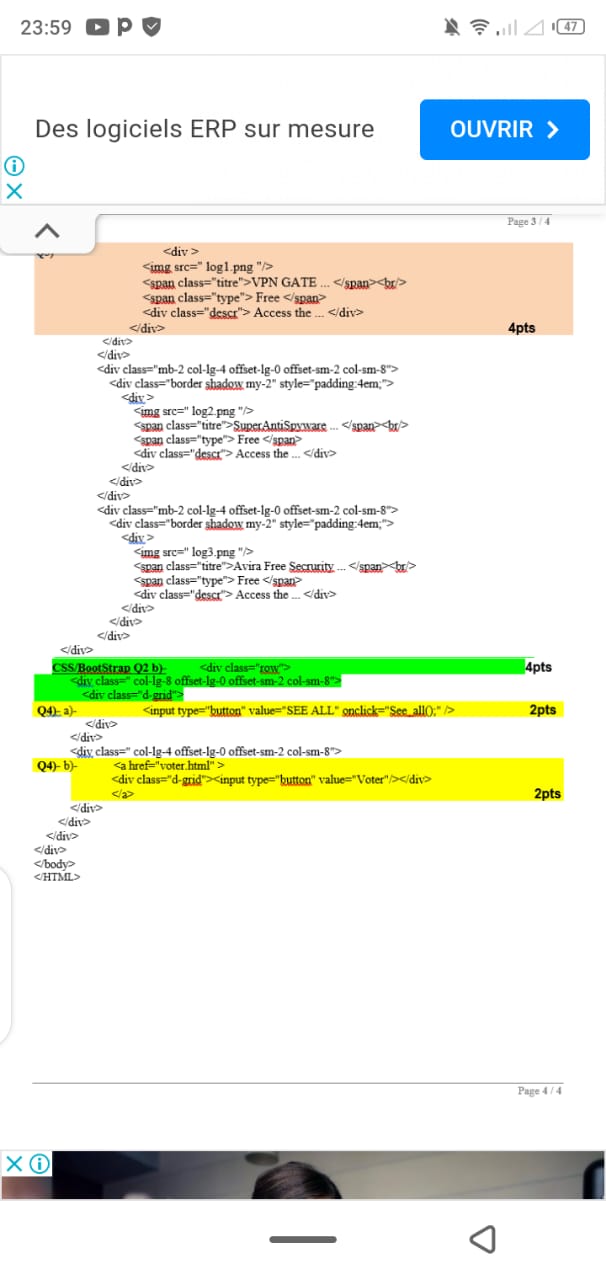 23:59
47
Des logiciels ERP sur mesure
OUVRIR
Page 3 / 4
<div >
<img src=" log1.png "/>
<span class="titre">VPN GATE ... </span><br/>
<span class="type"> Free </span>
<div class="descr"> Access the ... </div>
</div> 4pts
</div>
</div>
<div class="mb-2 col-lg-4 offset-lg-0 offset-sm-2 col-sm-8">
<div class="border shadow my-2" style="padding:4em;">
<div >
<img src=" log2.png "/>
<span class="titre">SuperAntiSpyware ... </span><br/>
<span class="type"> Free </span>
<div class="descr"> Access the ... </div>
</div>
</div>
</div>
<div class="mb-2 col-lg-4 offset-lg-0 offset-sm-2 col-sm-8">
<div class="border shadow my-2" style="padding:4em;">
<div >
<img src=" log3.png "/>
<span class="titre">Avira Free Secrurity ... </span><br/>
<span class="type"> Free </span>
<div class="descr"> Access the ... </div>
</div>
</div>
</div>
</div>
CSS/BootStrap Q2 b)- <div class="row"> 4pts
<div class=" col-lg-8 offset-lg-0 offset-sm-2 col-sm-8">
<div class="d-grid">
Q4)- a)- <input type="button" value="SEE ALL" onclick="See_all();" /> 2pts
</div>
</div>
<div class=" col-lg-4 offset-lg-0 offset-sm-2 col-sm-8">
Q4)- b)- <a href="voter.html" >
<div class="d-grid"><input type="button" value="Voter"/></div>
</a> 2pts
</div>
</div>
</div>
</div>
</body>
</HTML>
Page 4 / 4